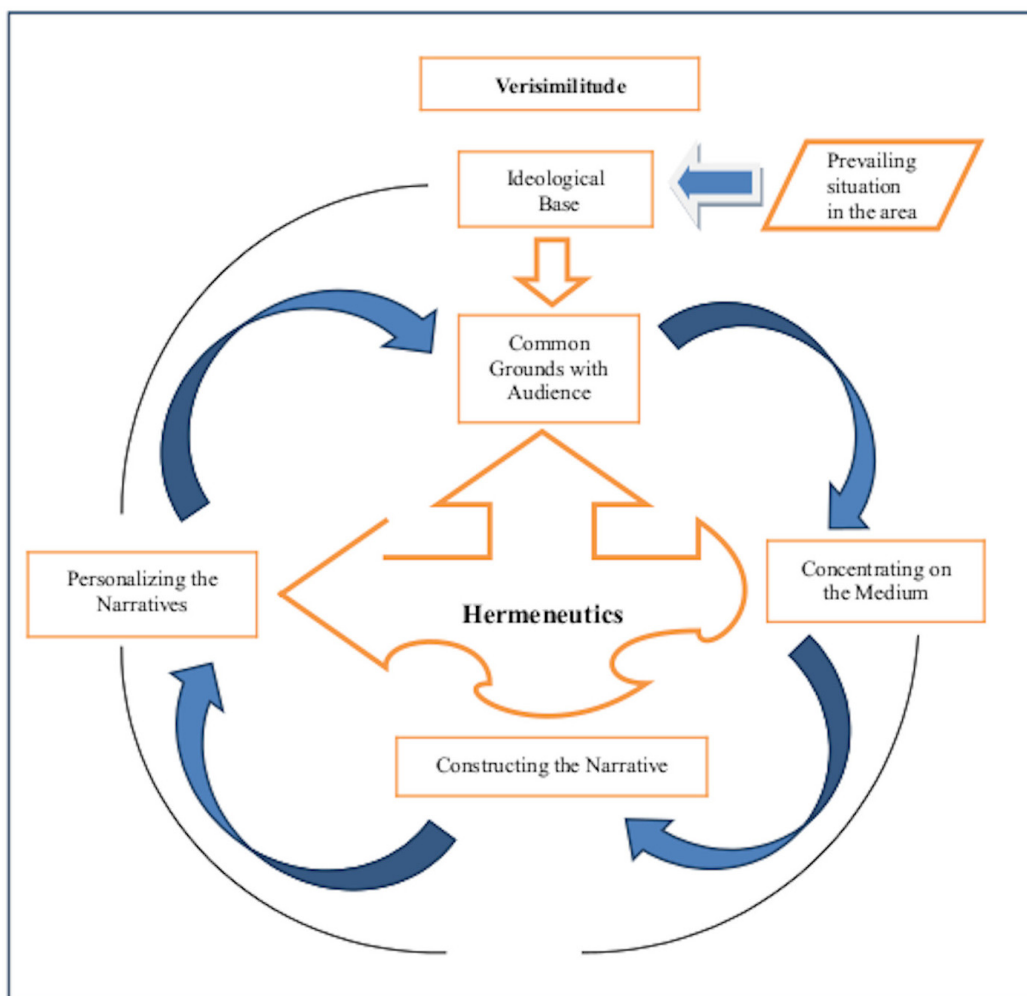 Verisimilitude
Ideological
Base
Prevailing
situation
in the area
Common
Grounds with
Audience
Personalizing the
Narratives
Concentrating on
the Medium
Hermeneutics
Constructing the Narrative